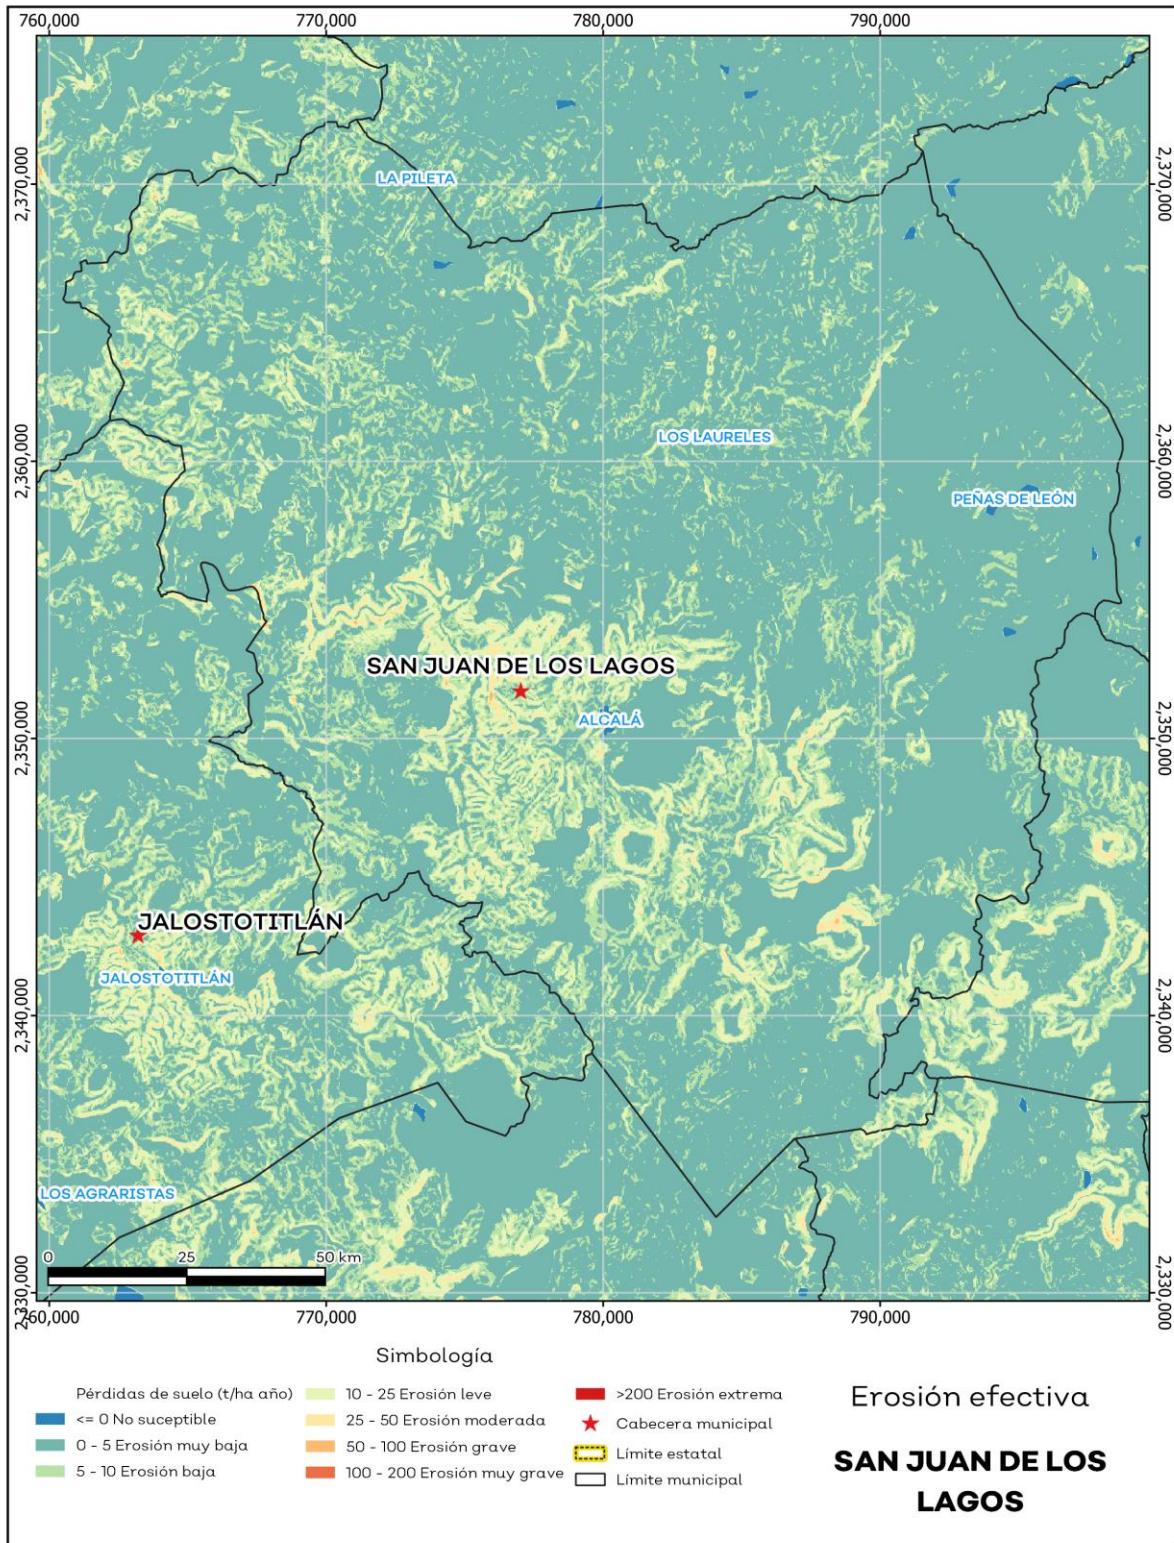 760,000
770,000
780,000
790,000
2,370,000
2,370,000
LA PILETA
LOS LAURELES
2,360,000
2,360,000
PEÑAS DE LEÓN
SAN JUAN DE LOS LAGOS
ALCALÁ
2,350,000
2,350,000
JALOSTOTITLÁN
JALOSTOTITLÁN
2,340,000
2,340,000
LOS AGRARISTAS
0 25 50 km
2,330,000
2,330,000
760,000
770,000
780,000
790,000
Simbología
Pérdidas de suelo (t/ha año)
<= 0 No suceptible
0 - 5 Erosión muy baja
5 - 10 Erosión baja
10 - 25 Erosión leve
25 - 50 Erosión moderada
50 - 100 Erosión grave
100 - 200 Erosión muy grave
>200 Erosión extrema
Cabecera municipal
Límite estatal
Límite municipal
Erosión efectiva
SAN JUAN DE LOS
LAGOS